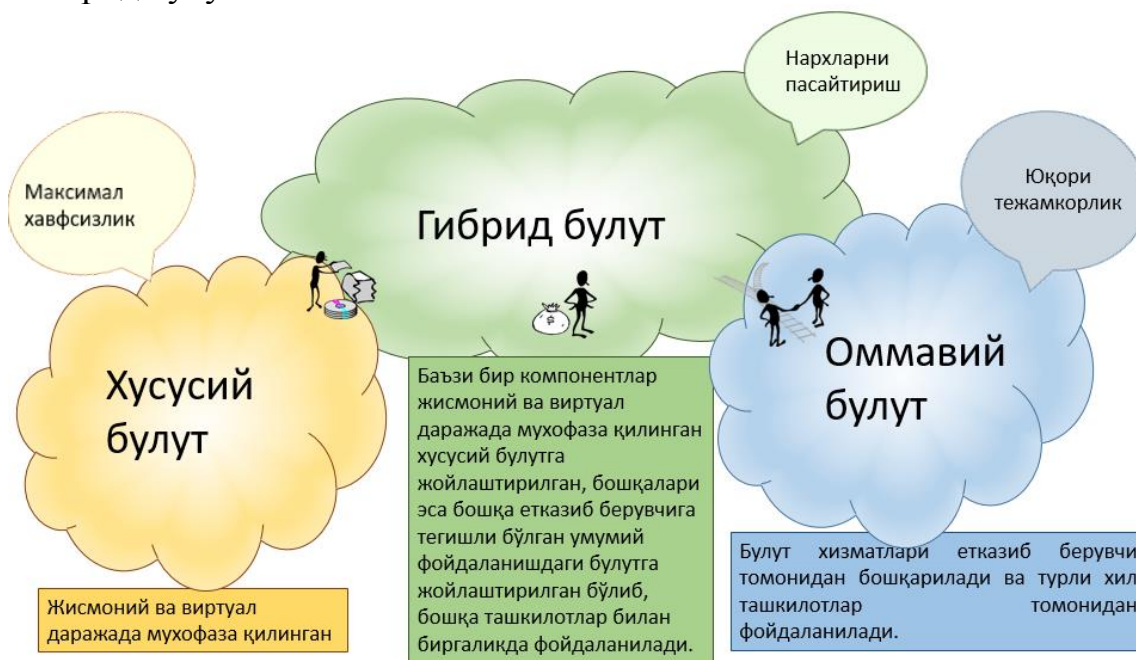 Нархларни
пасайтириш
Максимал
хавфсизлик
Юқори
тежамкорлик
Гибрид булут
Хусусий
булут
Оммавий
булут
Баъзи бир компонентлар
жисмоний ва виртуал
даражада мухофаза қилинган
хусусий булутга
жойлаштирилган, бошқалари
эса бошқа етказиб берувчига
тегишли бўлган умумий
фойдаланишдаги булутга
жойлаштирилган бўлиб,
бошқа ташкилотлар билан
биргаликда фойдаланилади.
Булут хизматлари етказиб берувчи
томонидан бошқарилади ва турли хил
ташкилотлар томонидан
фойдаланилади.
Жисмоний ва виртуал
даражада мухофаза қилинган